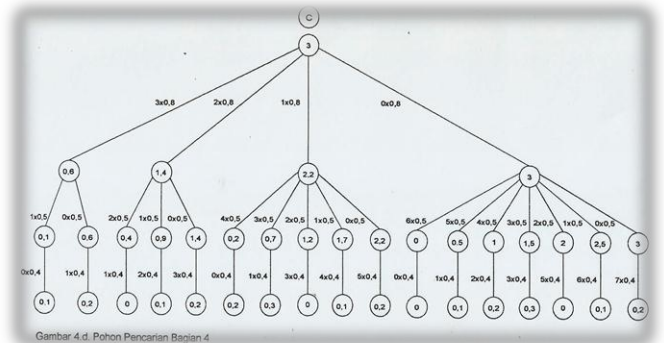 C
3
3x0,8 2x0,8 1x0,8 0x0,8
0,6 1,4 2,2 3
1x0,5 0x0,5 2x0,5 1x0,5 0x0,5 4x0,5 3x0,5 2x0,5 1x0,5 0x0,5 6x0,5 5x0,5 4x0,5 3x0,5 2x0,5 1x0,5 0x0,5
0,1 0,6 0,4 0,9 1,4 0,2 0,7 1,2 1,7 2,2 0 0.5 1 1,5 2 2,5 3
0x0,4 1x0,4 1x0,4 2x0,4 3x0,4 0x0,4 1x0,4 3x0,4 4x0,4 5x0,4 0x0,4 1x0,4 2x0,4 3x0,4 5x0,4 6x0,4 7x0,4
0,1 0,2 0 0,1 0,2 0,2 0,3 0 0,1 0,2 0 0,1 0,2 0,3 0 0,1 0,2
Gambar 4.d. Pohon Pencarian Bagian 4